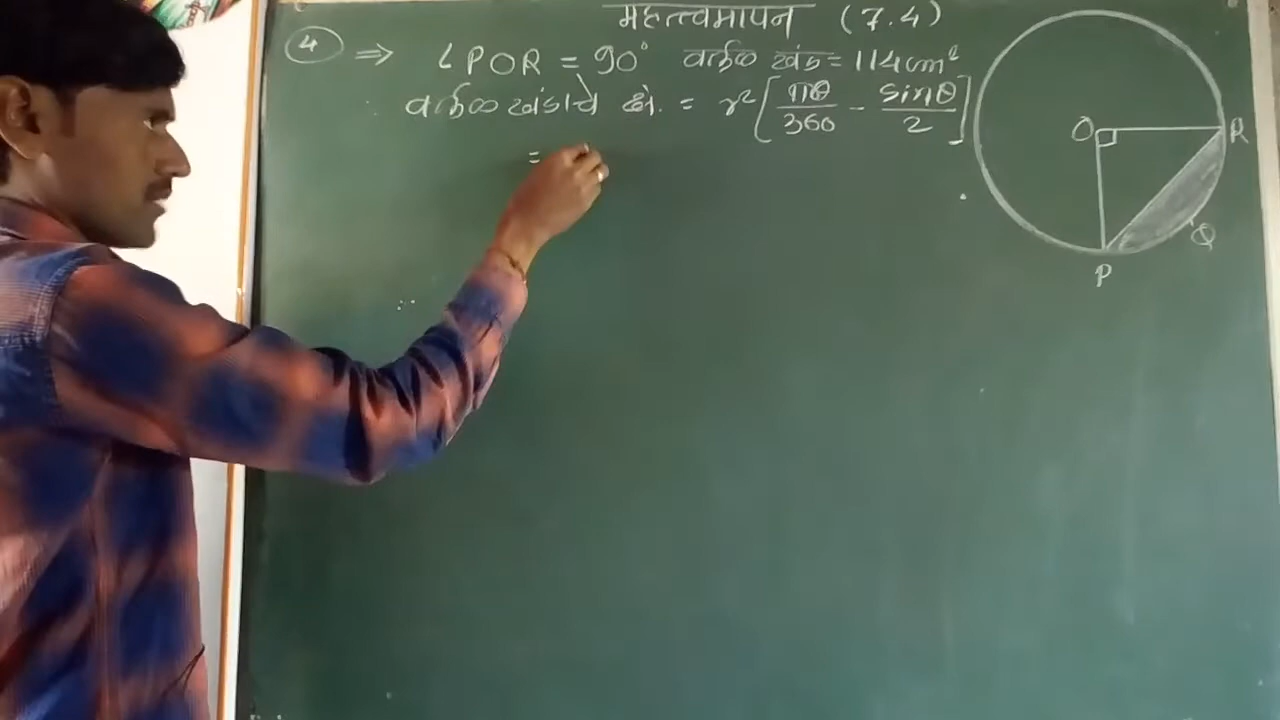 महत्त्वमापन (7.4)
4 ⇒ ∠POR = 90° वर्तुळ खंड = 114cm²
वर्तुळ खंडाचे क्षे. = r² [πθ/360 - sinθ/2]
=
O
R
Q
P